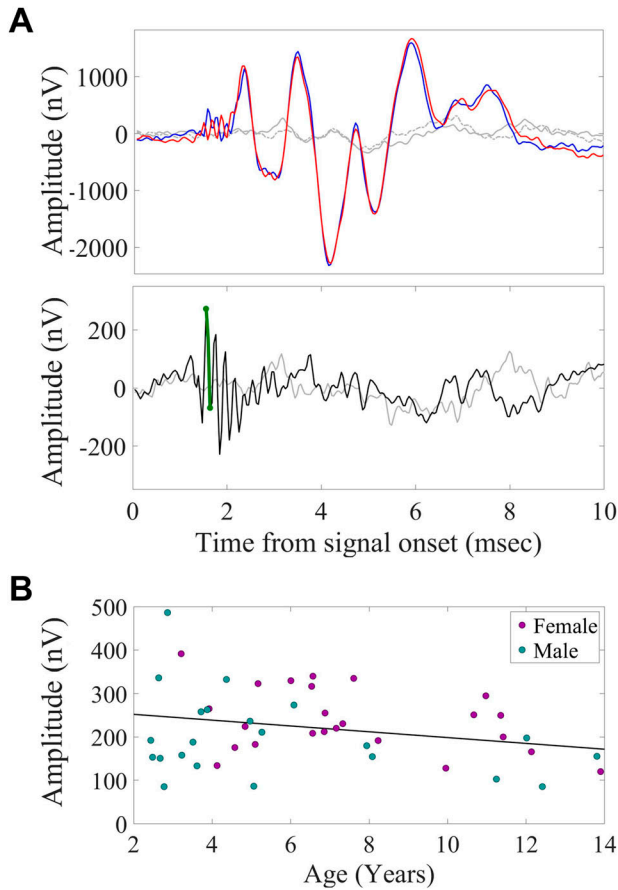 A
Amplitude (nV)
1000
0
-1000
-2000
Amplitude (nV)
200
0
-200
0 2 4 6 8 10
Time from signal onset (msec)
B
Amplitude (nV)
500
400
300
200
100
0
Female
Male
2 4 6 8 10 12 14
Age (Years)